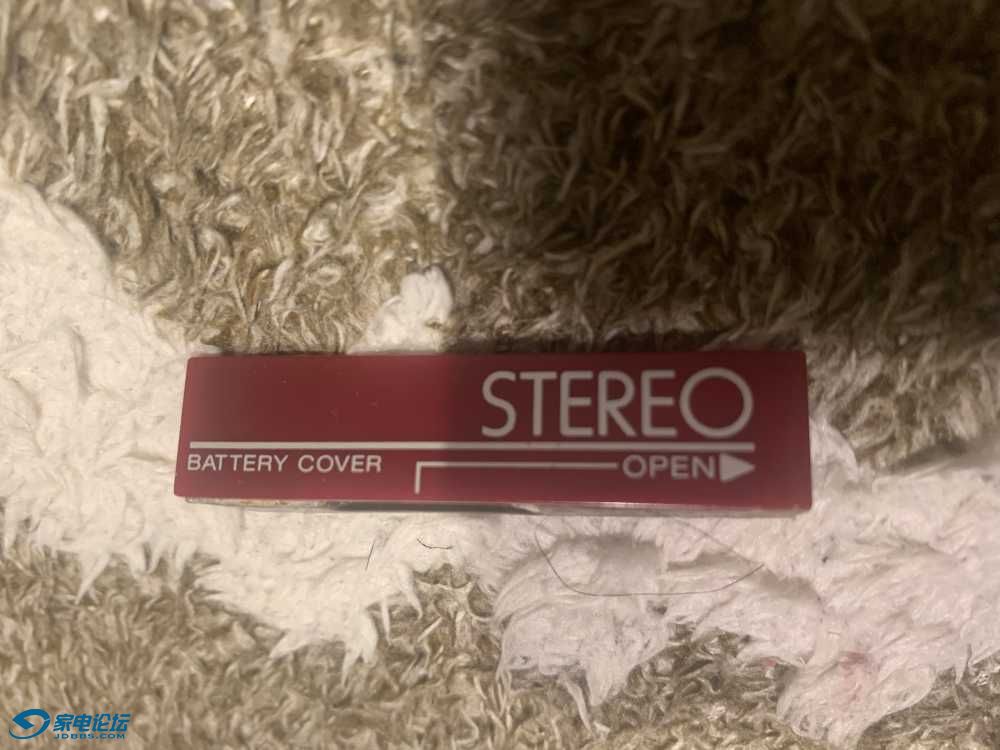 STEREO
BATTERY COVER
OPEN
家电论坛
JDBBS.COM